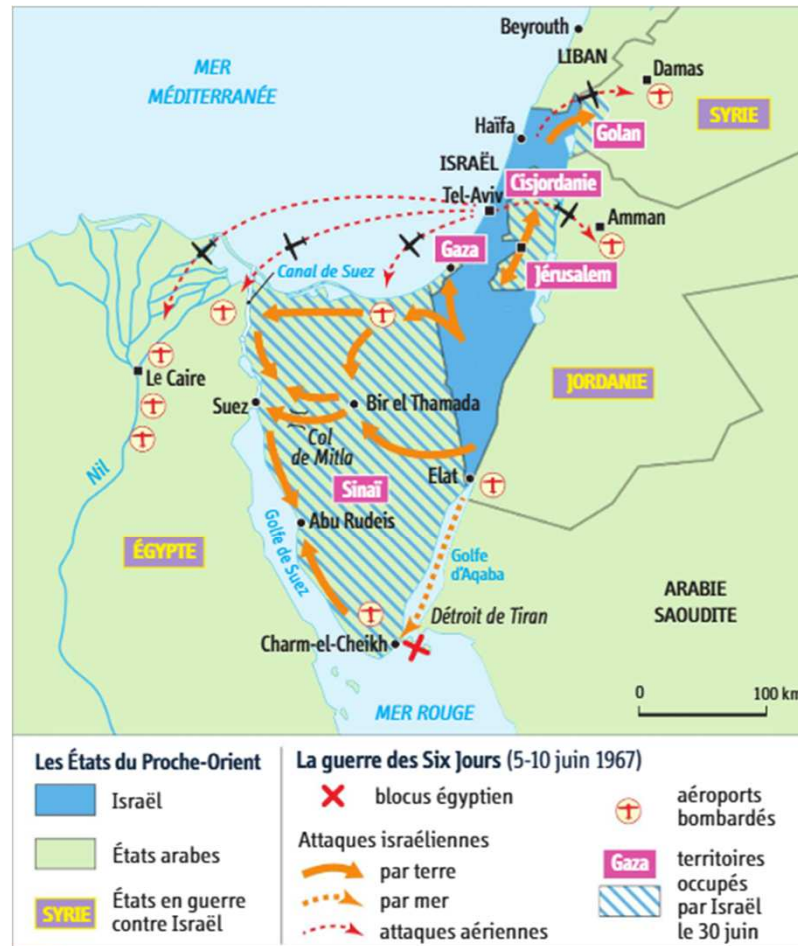 Beyrouth
LIBAN
Damas
MER
MÉDITERRANÉE
SYRIE
Haïfa
Golan
ISRAËL
Cisjordanie
Tel-Aviv
Amman
Gaza
Canal de Suez
Jérusalem
JORDANIE
Le Caire
Suez
Bir el Thamada
Col
de Mitla
Elat
Nil
Sinaï
Abu Rudeis
ÉGYPTE
Golfe de Suez
Golfe
d'Aqaba
ARABIE
SAOUDITE
Détroit de Tiran
Charm-el-Cheikh
0 100 km
MER ROUGE
Les États du Proche-Orient
Israël
États arabes
SYRIE États en guerre
contre Israël
La guerre des Six Jours (5-10 juin 1967)
blocus égyptien
Attaques israéliennes
par terre
par mer
attaques aériennes
aéroports
bombardés
Gaza territoires
occupés
par Israël
le 30 juin